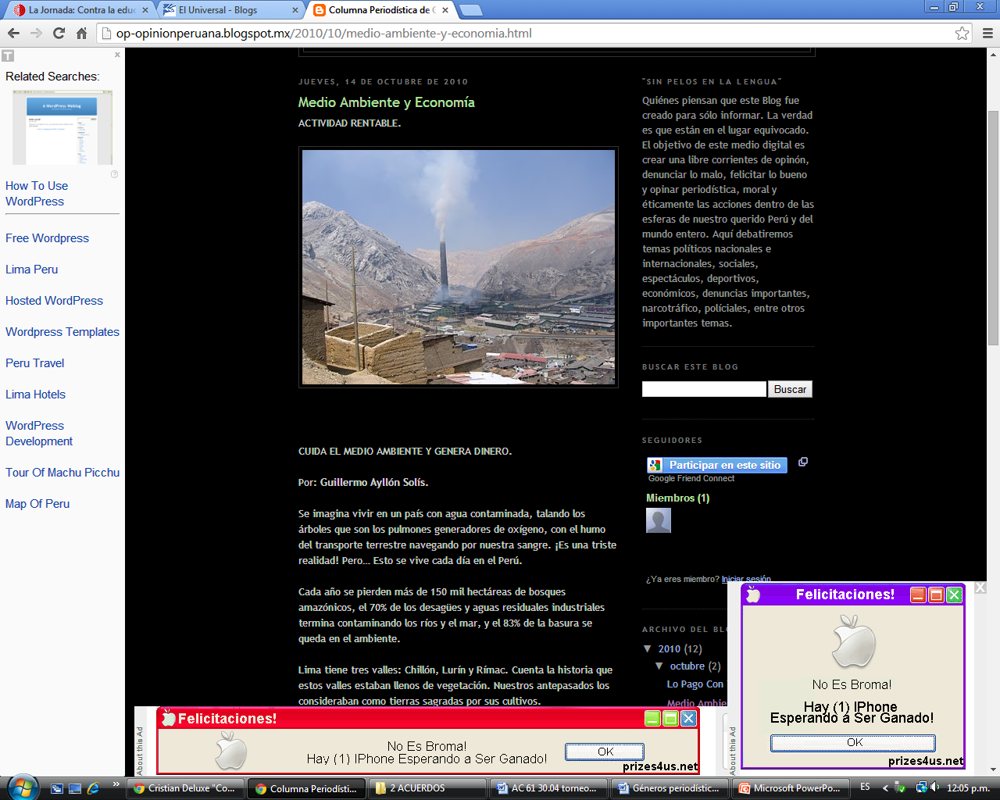 La Jornada: Contra la educ
El Universal - Blogs
Columna Periodística de G
op-opinionperuana.blogspot.mx/2010/10/medio-ambiente-y-economia.html
T
Related Searches:
A WordPress Weblog
How To Use
WordPress
Free Wordpress
Lima Peru
Hosted WordPress
Wordpress Templates
Peru Travel
Lima Hotels
WordPress
Development
Tour Of Machu Picchu
Map Of Peru
JUEVES, 14 DE OCTUBRE DE 2010
Medio Ambiente y Economía
ACTIVIDAD RENTABLE.
CUIDA EL MEDIO AMBIENTE Y GENERA DINERO.
Por: Guillermo Ayllón Solís.
Se imagina vivir en un país con agua contaminada, talando los
árboles que son los pulmones generadores de oxígeno, con el humo
del transporte terrestre navegando por nuestra sangre. ¡Es una triste
realidad! Pero... Esto se vive cada día en el Perú.
Cada año se pierden más de 150 mil hectáreas de bosques
amazónicos, el 70% de los desagües y aguas residuales industriales
termina contaminando los ríos y el mar, y el 83% de la basura se
queda en el ambiente.
Lima tiene tres valles: Chillón, Lurín y Rímac. Cuenta la historia que
estos valles estaban llenos de vegetación. Nuestros antepasados los
consideraban como tierras sagradas por sus cultivos.
"SIN PELOS EN LA LENGUA"
Quiénes piensan que este Blog fue
creado para sólo informar. La verdad
es que están en el lugar equivocado.
El objetivo de este medio digital es
crear una libre corrientes de opinón,
denunciar lo malo, felicitar lo bueno
y opinar periodística, moral y
éticamente las acciones dentro de las
esferas de nuestro querido Perú y del
mundo entero. Aquí debatiremos
temas políticos nacionales e
internacionales, sociales,
espectáculos, deportivos,
económicos, denuncias importantes,
narcotráfico, polícíales, entre otros
importantes temas.
BUSCAR ESTE BLOG
Buscar
SEGUIDORES
Participar en este sitio
Google Friend Connect
Miembros (1)
¿Ya eres miembro? Iniciar sesión
ARCHIVO DEL BL
▼ 2010 (12)
▼ octubre (2)
Lo Pago Con
Medio Ambie
About this Ad
Felicitaciones!
No Es Broma!
Hay (1) IPhone Esperando a Ser Ganado!
OK
prizes4us.net
About this Ad
X
Felicitaciones!
No Es Broma!
Hay (1) IPhone
Esperando a Ser Ganado!
OK
prizes4us.net
Cristian Deluxe "Co...
Columna Periodísti...
2 ACUERDOS
AC 61 30.04 torneo...
Géneros periodístic...
Microsoft PowerPo...
ES
12:05 p.m.